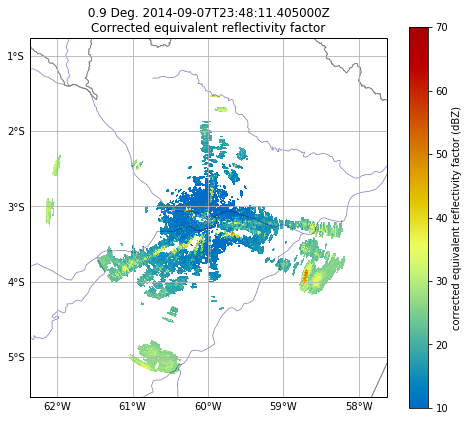 0.9 Deg. 2014-09-07T23:48:11.405000Z
Corrected equivalent reflectivity factor
1°S
2°S
3°S
4°S
5°S
62°W 61°W 60°W 59°W 58°W
70
60
50
40
30
20
10
corrected equivalent reflectivity factor (dBZ)